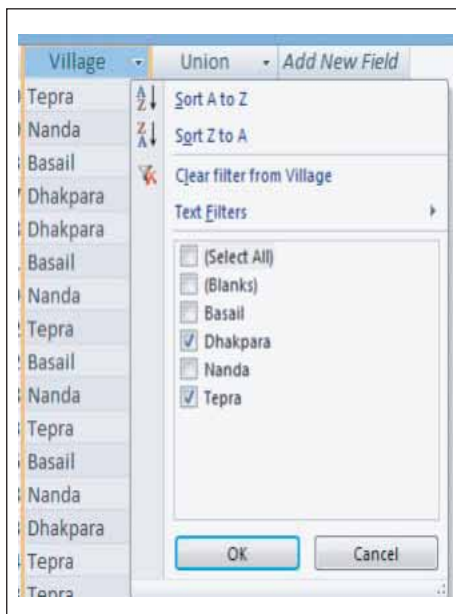 Village Union Add New Field
Tepra
Nanda
Basail
Dhakpara
Dhakpara
Basail
Nanda
Tepra
Basail
Nanda
Tepra
Basail
Nanda
Dhakpara
Tepra
Tepra
Sort A to Z
Sort Z to A
Clear filter from Village
Text Filters
(Select All)
(Blanks)
Basail
Dhakpara
Nanda
Tepra
OK Cancel